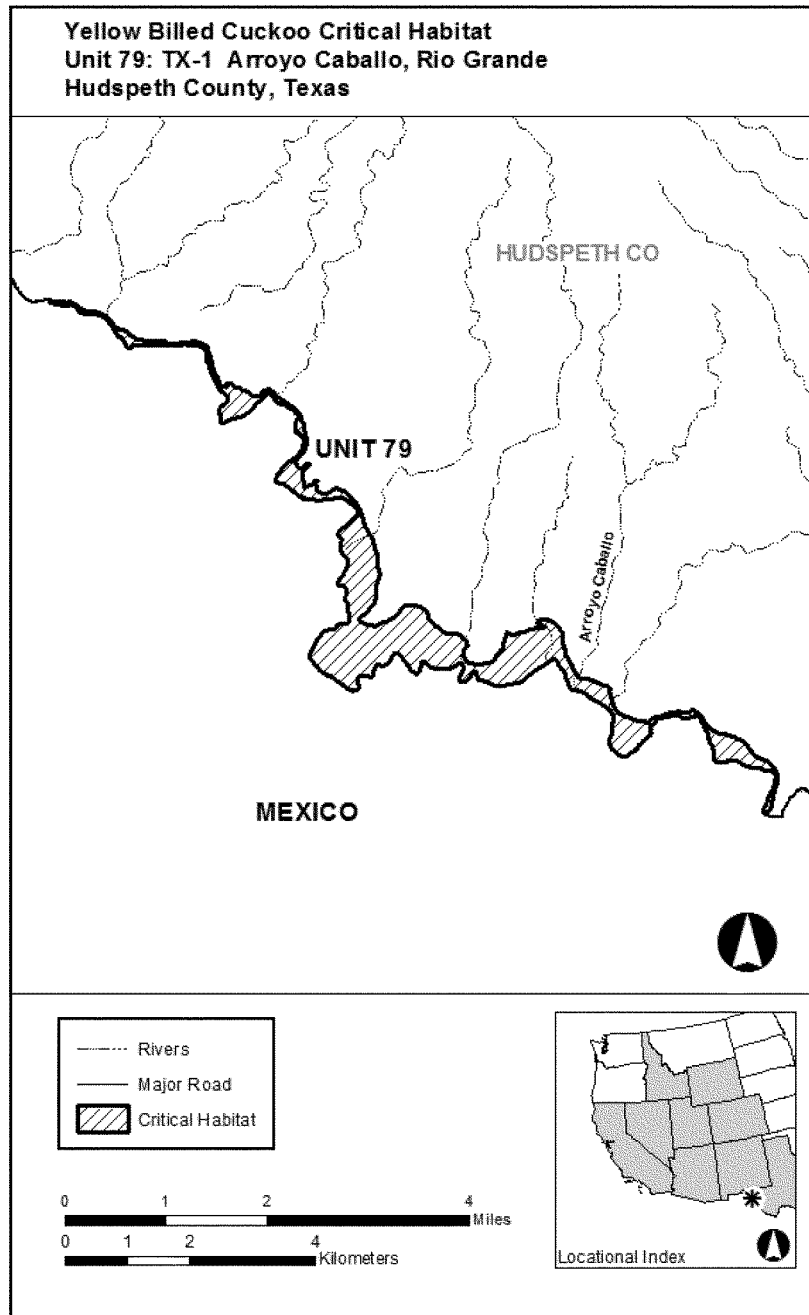 Yellow Billed Cuckoo Critical Habitat
Unit 79: TX-1 Arroyo Caballo, Rio Grande
Hudspeth County, Texas
HUDSPETH CO
UNIT 79
Arroyo Caballo
MEXICO
Rivers
Major Road
Critical Habitat
0 1 2 4
Miles
0 1 2 4
Kilometers
Locational Index